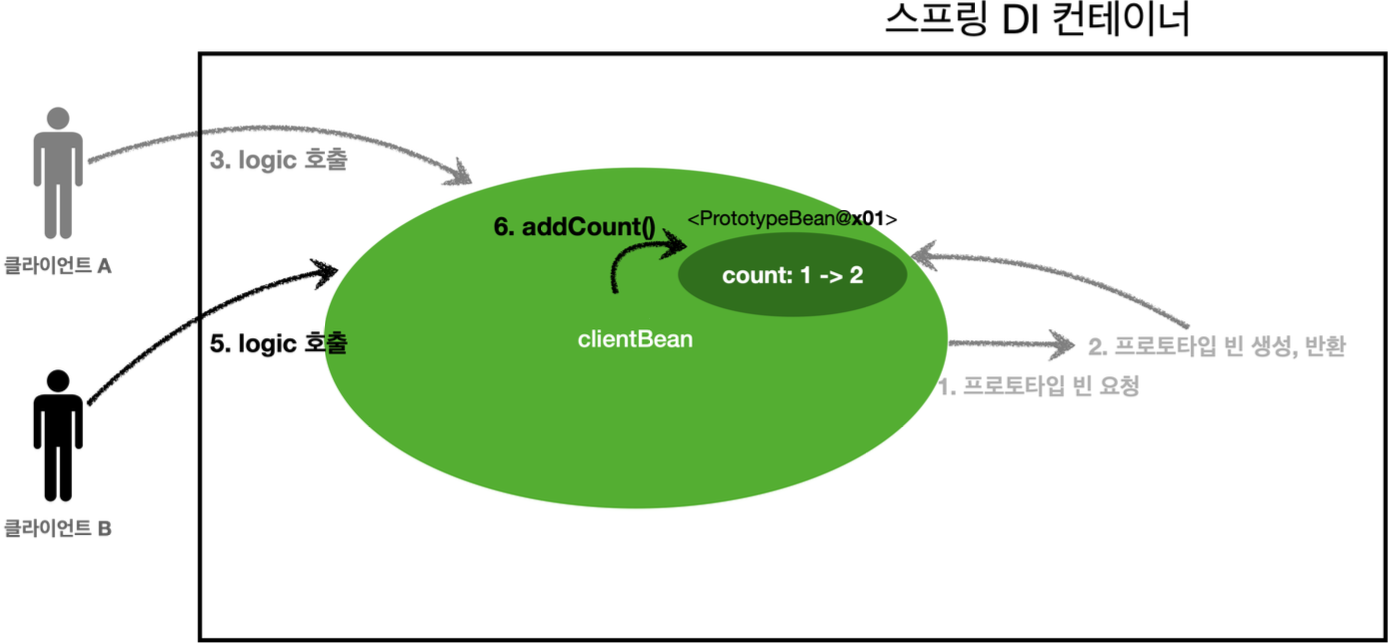 스프링 DI 컨테이너
3. logic 호출
6. addCount()
<PrototypeBean@x01>
클라이언트 A
count: 1 -> 2
5. logic 호출
clientBean
2. 프로토타입 빈 생성, 반환
1. 프로토타입 빈 요청
클라이언트 B